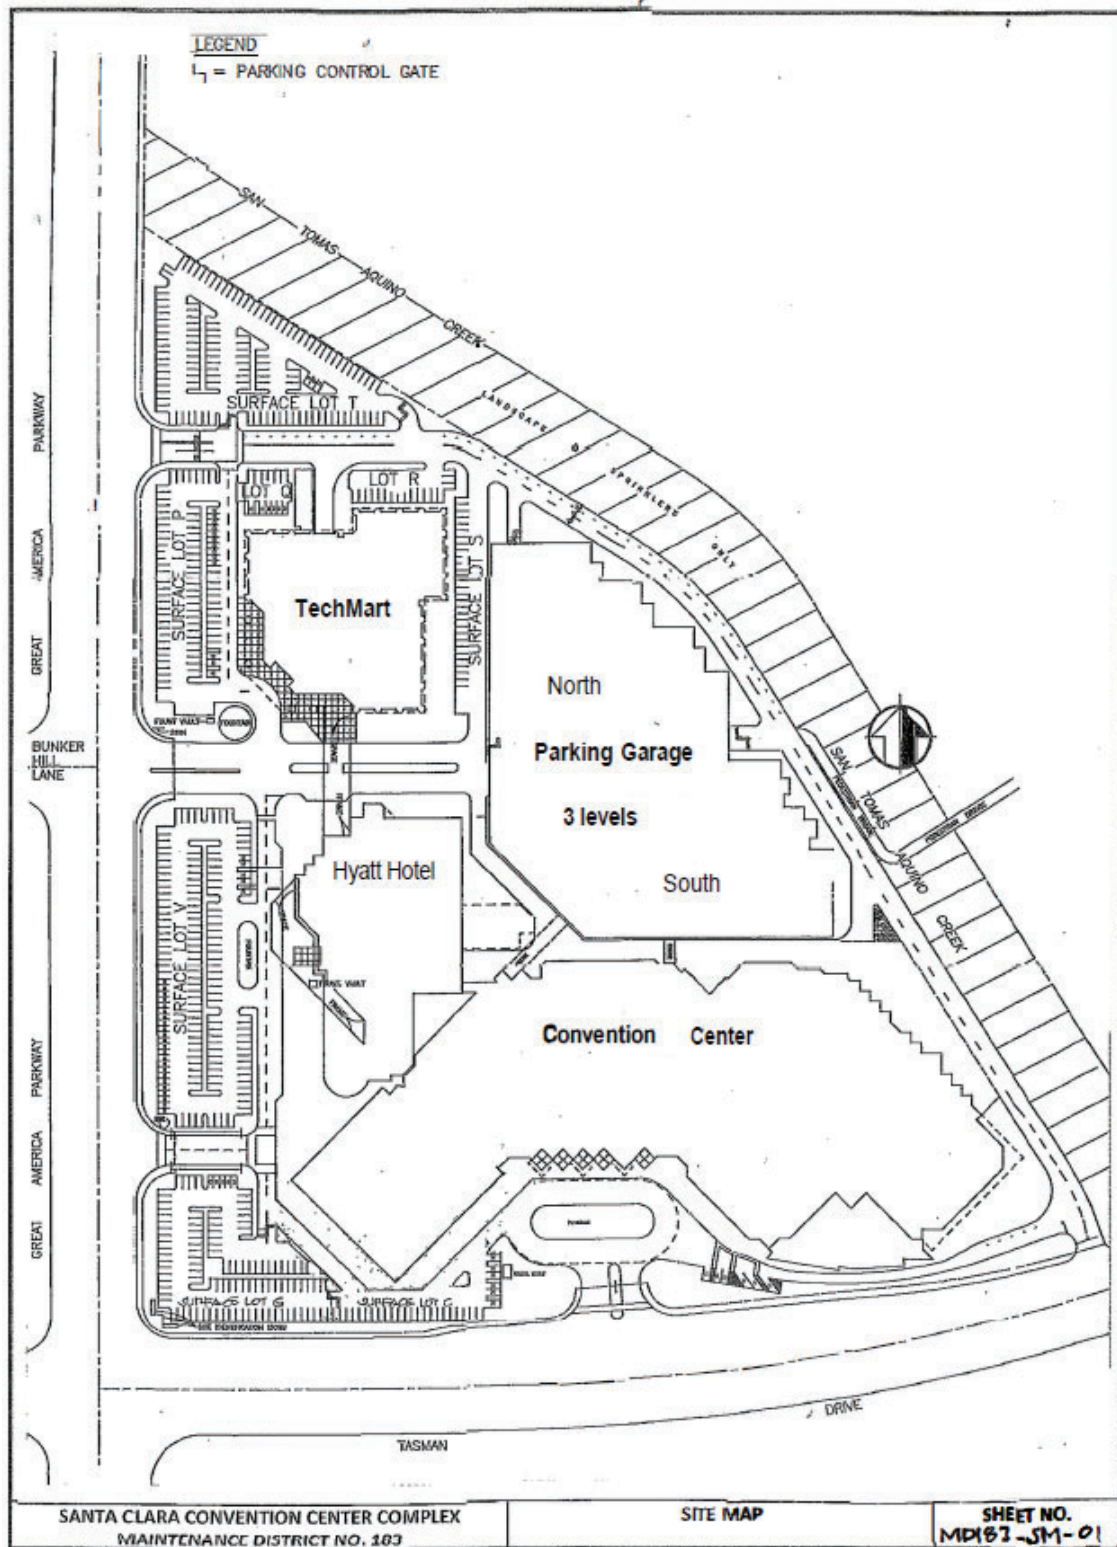 LEGEND
= PARKING CONTROL GATE
SAN
TOMAS
AQUINO
CREEK
LANDSCAPE
&
SPRINKLERS
ONLY
SURFACE LOT T
LOT Q
LOT R
SURFACE LOT P
SURFACE LOT S
TechMart
FOUNTAIN
North
Parking Garage
3 levels
South
GREAT AMERICA PARKWAY
BUNKER
HILL
LANE
SAN
TOMAS
AQUINO
CREEK
Hyatt Hotel
SURFACE LOT V
Convention Center
GREAT AMERICA PARKWAY
SURFACE LOT G
SURFACE LOT C
TASMAN
DRIVE
SANTA CLARA CONVENTION CENTER COMPLEX
MAINTENANCE DISTRICT NO. 183
SITE MAP
SHEET NO.
MD183-SM-01